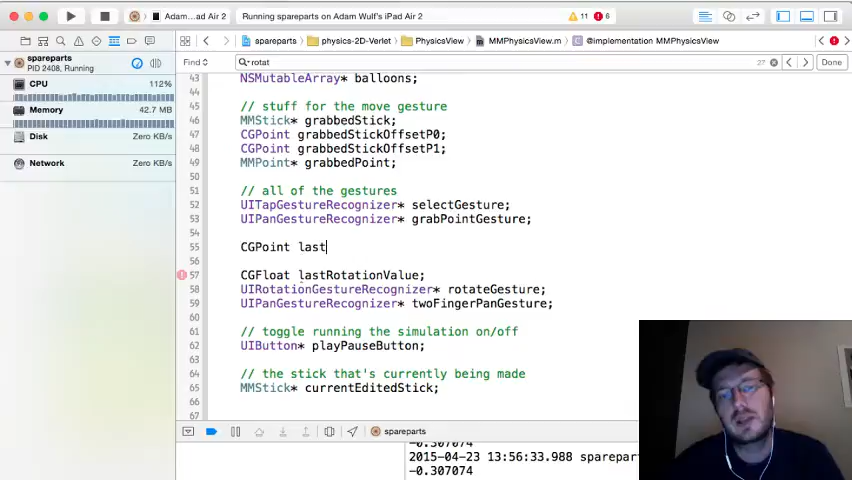 Adam...ad Air 2
Running spareparts on Adam Wulf's iPad Air 2
11
6
spareparts
physics-2D-Verlet
PhysicsView
MMPhysicsView.m
@implementation MMPhysicsView
spareparts
PID 2408, Running
Find
rotat
27
Done
CPU
112%
Memory
42.7 MB
Disk
Zero KB/s
Network
Zero KB/s
43 NSMutableArray* balloons;
44
45 // stuff for the move gesture
46 MMStick* grabbedStick;
47 CGPoint grabbedStickOffsetP0;
48 CGPoint grabbedStickOffsetP1;
49 MMPoint* grabbedPoint;
50
51 // all of the gestures
52 UITapGestureRecognizer* selectGesture;
53 UIPanGestureRecognizer* grabPointGesture;
54
55 CGPoint last
56
57 CGFloat lastRotationValue;
58 UIRotationGestureRecognizer* rotateGesture;
59 UIPanGestureRecognizer* twoFingerPanGesture;
60
61 // toggle running the simulation on/off
62 UIButton* playPauseButton;
63
64 // the stick that's currently being made
65 MMStick* currentEditedStick;
66
67
spareparts
-0.307074
2015-04-23 13:56:33.988 sparepart
-0.307074